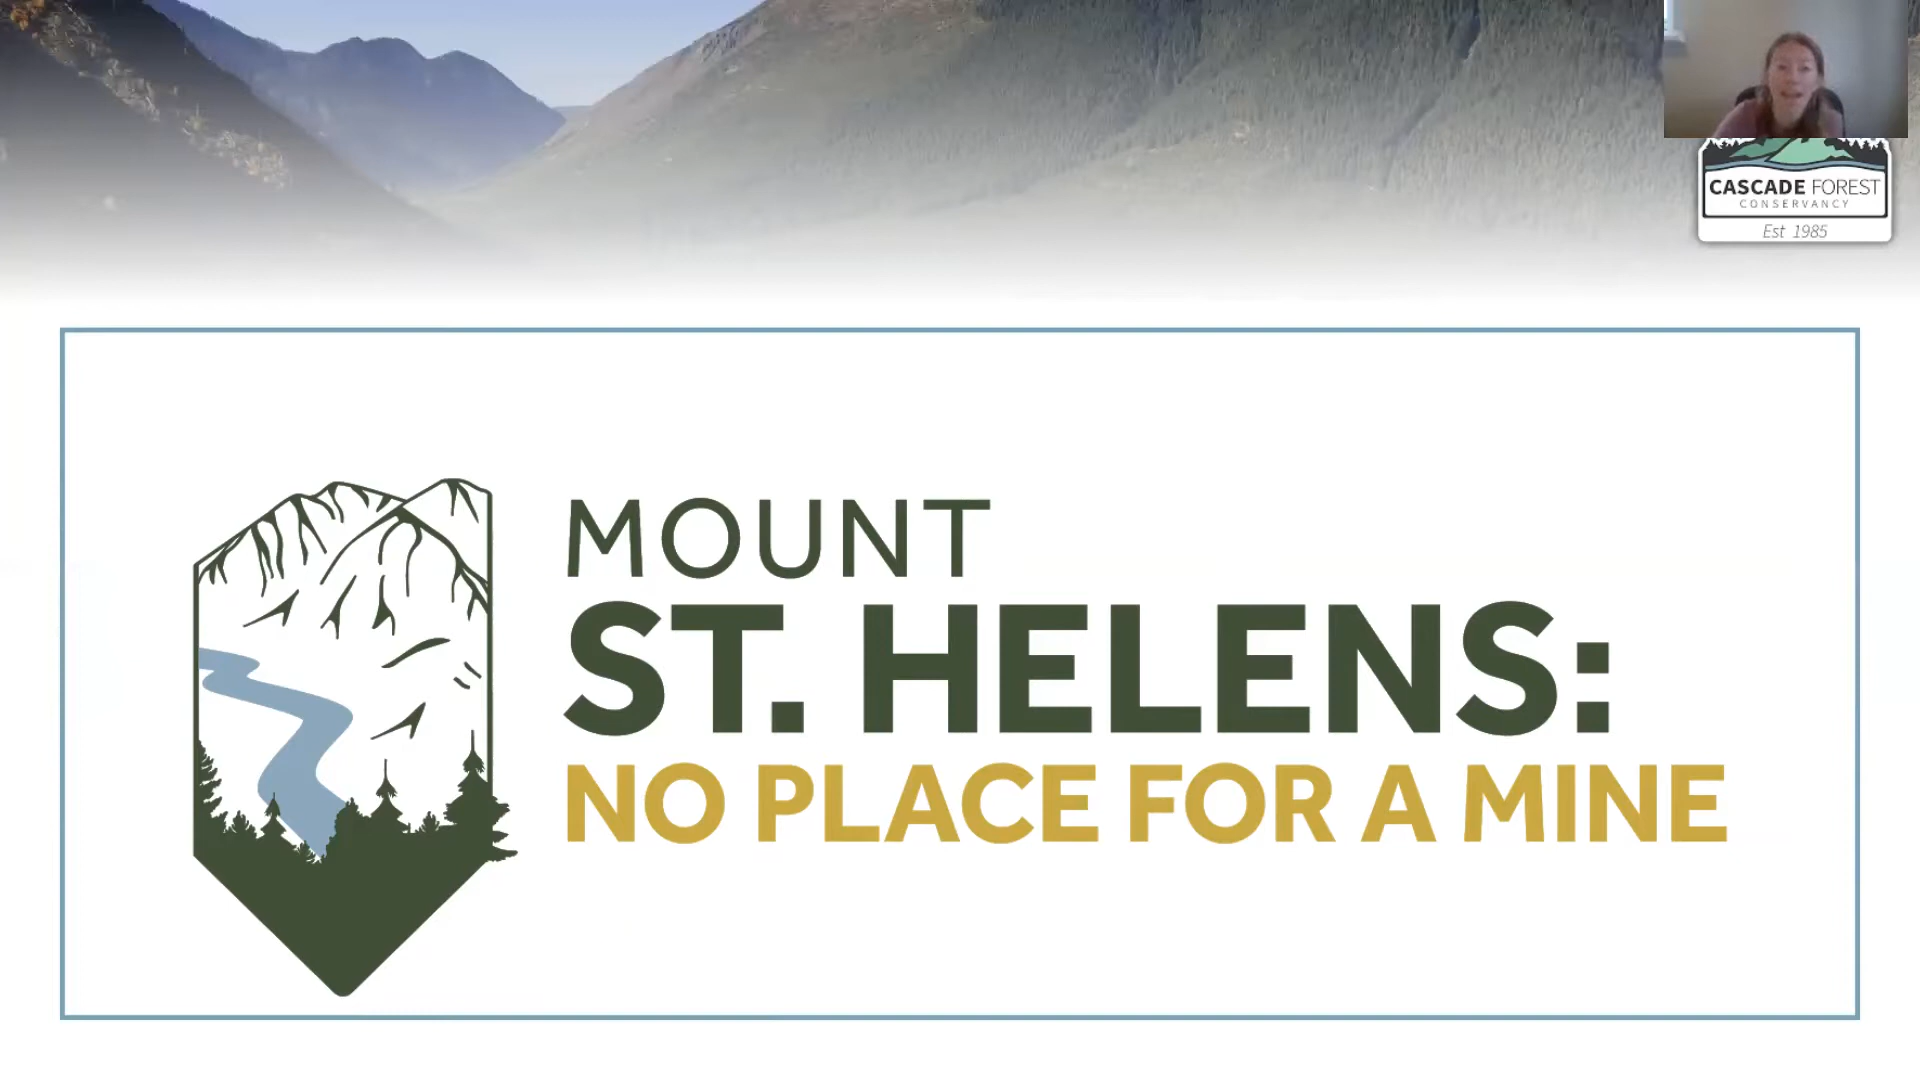 CASCADE FOREST
CONSERVANCY
Est 1985
MOUNT
ST. HELENS:
NO PLACE FOR A MINE